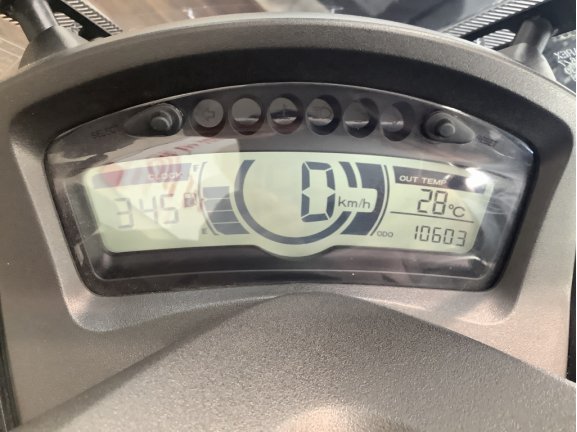 CLOCK
3:45
F
E
0
km/h
OUT TEMP
28°C
ODO
10603